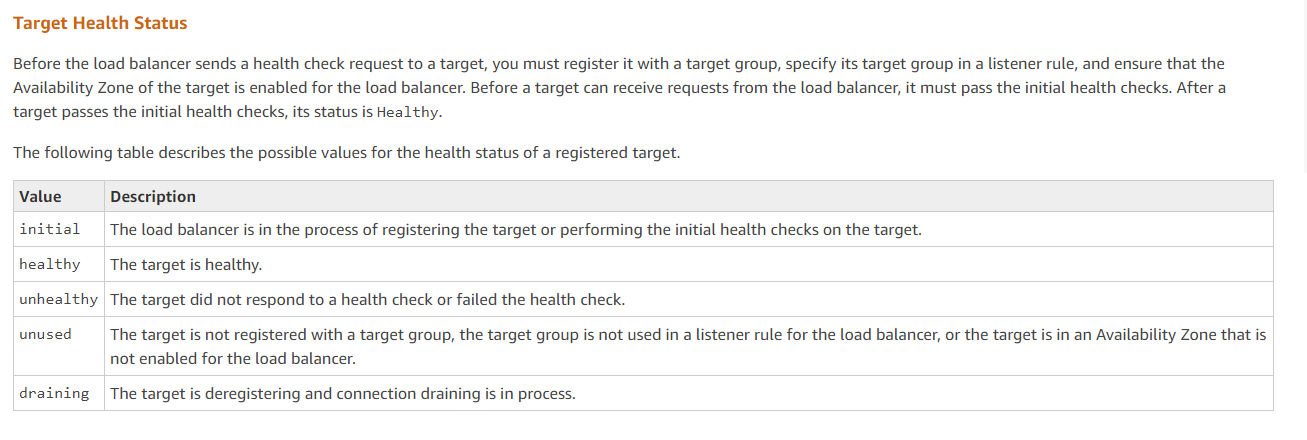 Target Health Status
Before the load balancer sends a health check request to a target, you must register it with a target group, specify its target group in a listener rule, and ensure that the
Availability Zone of the target is enabled for the load balancer. Before a target can receive requests from the load balancer, it must pass the initial health checks. After a
target passes the initial health checks, its status is Healthy.
The following table describes the possible values for the health status of a registered target.
Value Description
initial The load balancer is in the process of registering the target or performing the initial health checks on the target.
healthy The target is healthy.
unhealthy The target did not respond to a health check or failed the health check.
unused The target is not registered with a target group, the target group is not used in a listener rule for the load balancer, or the target is in an Availability Zone that is
not enabled for the load balancer.
draining The target is deregistering and connection draining is in process.